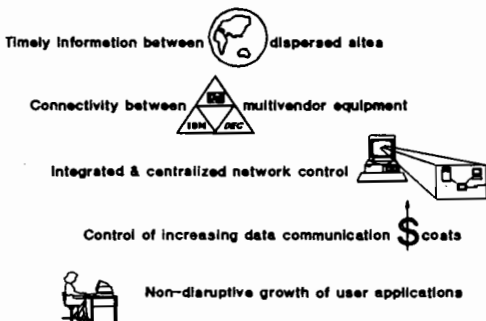 Timely information between dispersed sites
Connectivity between multivendor equipment
IBM DEC
Integrated & centralized network control
Control of increasing data communication $ costs
Non-disruptive growth of user applications